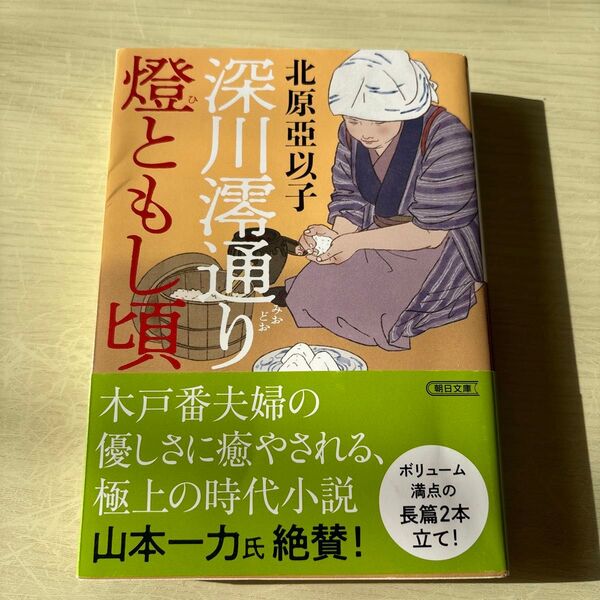 北原亞以子
深川澪通り
みお
どお
燈ともし頃
ひ
朝日文庫
木戸番夫婦の
優しさに癒やされる、
極上の時代小説
山本一力氏 絶賛!
ボリューム
満点の
長篇2本
立て!